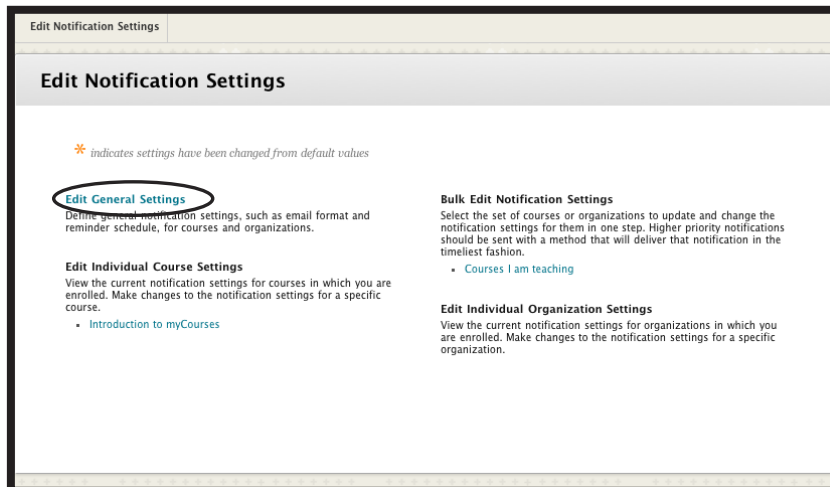 Edit Notification Settings
Edit Notification Settings
* indicates settings have been changed from default values
Edit General Settings
Define general notification settings, such as email format and
reminder schedule, for courses and organizations.
Edit Individual Course Settings
View the current notification settings for courses in which you are
enrolled. Make changes to the notification settings for a specific
course.
Introduction to myCourses
Bulk Edit Notification Settings
Select the set of courses or organizations to update and change the
notification settings for them in one step. Higher priority notifications
should be sent with a method that will deliver that notification in the
timeliest fashion.
Courses I am teaching
Edit Individual Organization Settings
View the current notification settings for organizations in which you
are enrolled. Make changes to the notification settings for a specific
organization.